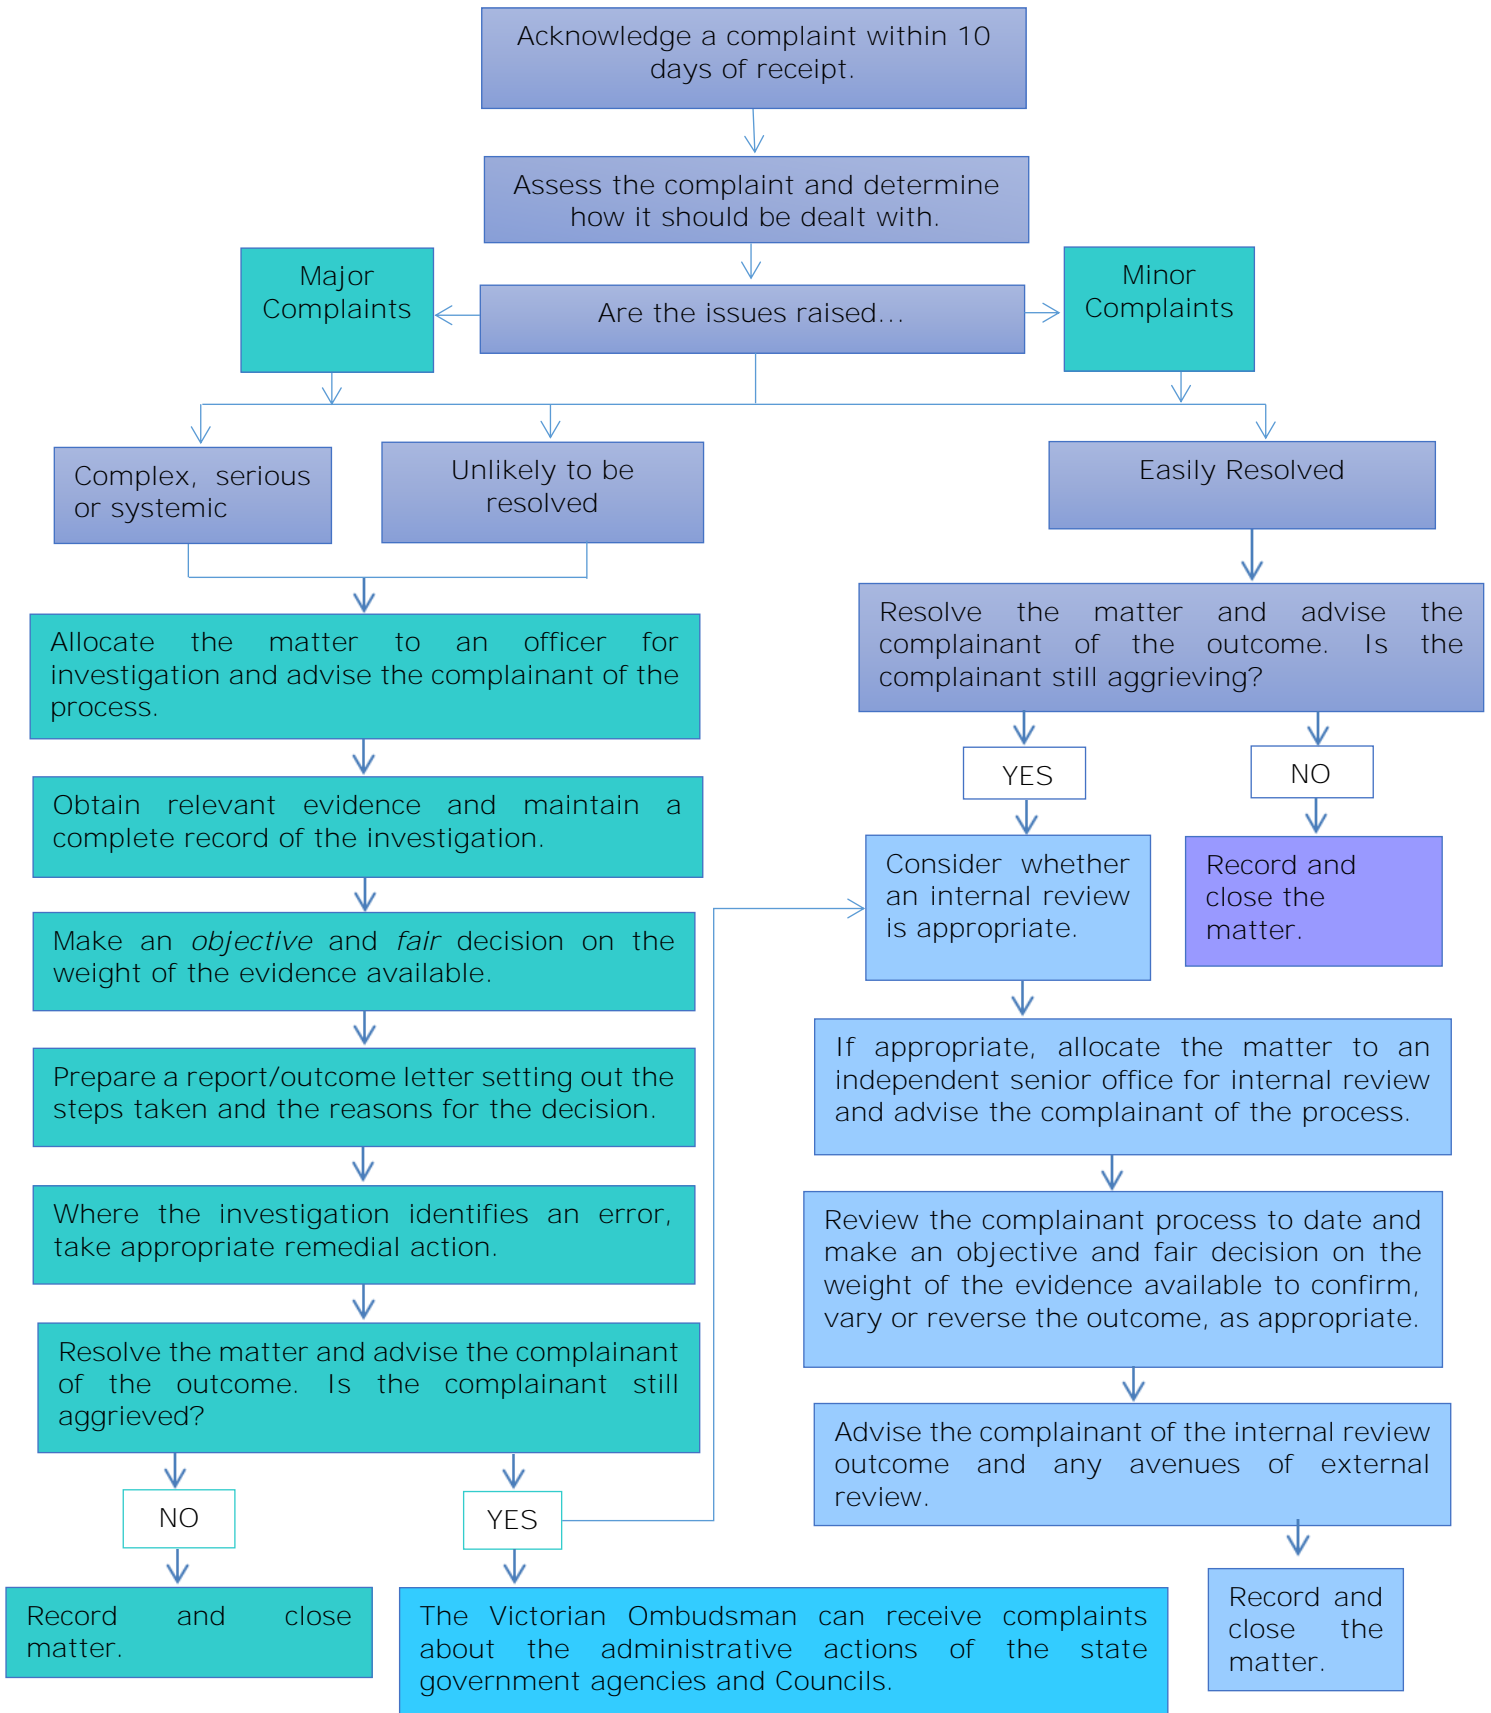 Acknowledge a complaint within 10
days of receipt.
Assess the complaint and determine
how it should be dealt with.
Major
Complaints
Are the issues raised...
Minor
Complaints
Complex, serious
or systemic
Unlikely to be
resolved
Easily Resolved
Allocate the matter to an officer for
investigation and advise the complainant of the
process.
Obtain relevant evidence and maintain a
complete record of the investigation.
Make an objective and fair decision on the
weight of the evidence available.
Prepare a report/outcome letter setting out the
steps taken and the reasons for the decision.
Where the investigation identifies an error,
take appropriate remedial action.
Resolve the matter and advise the complainant
of the outcome. Is the complainant still
aggrieved?
NO
YES
Record and close
matter.
The Victorian Ombudsman can receive complaints
about the administrative actions of the state
government agencies and Councils.
Resolve the matter and advise the
complainant of the outcome. Is the
complainant still aggrieving?
YES
NO
Consider whether
an internal review
is appropriate.
Record and
close the
matter.
If appropriate, allocate the matter to an
independent senior office for internal review
and advise the complainant of the process.
Review the complainant process to date and
make an objective and fair decision on the
weight of the evidence available to confirm,
vary or reverse the outcome, as appropriate.
Advise the complainant of the internal review
outcome and any avenues of external
review.
Record and
close the
matter.